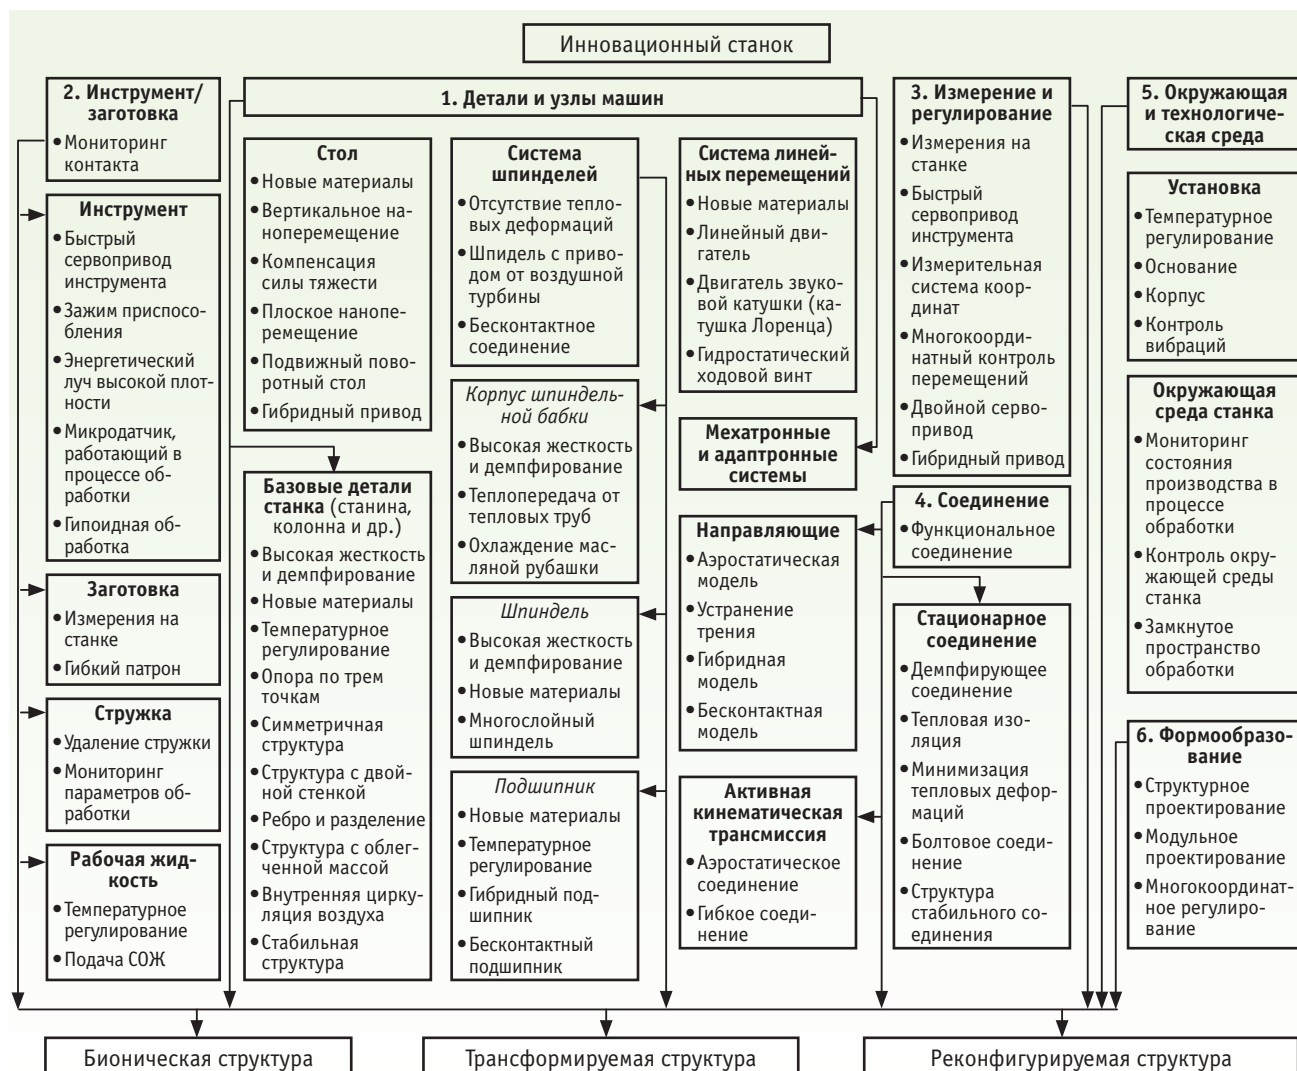 Инновационный станок
2. Инструмент/
заготовка
• Мониторинг
контакта
Инструмент
• Быстрый
сервопривод
инструмента
• Зажим приспосо-
бления
• Энергетический
луч высокой плот-
ности
• Микродатчик,
работающий в
процессе об-
работки
• Гипоидная об-
работка
Заготовка
• Измерения на
станке
• Гибкий патрон
Стружка
• Удаление стружки
• Мониторинг
параметров об-
работки
Рабочая жид-
кость
• Температурное
регулирование
• Подача СОЖ
1. Детали и узлы машин
Стол
• Новые материалы
• Вертикальное на-
ноперемещение
• Компенсация
силы тяжести
• Плоское нанопе-
ремещение
• Подвижный пово-
ротный стол
• Гибридный привод
Базовые детали
станка (станина,
колонна и др.)
• Высокая жесткость
и демпфирование
• Новые материалы
• Температурное
регулирование
• Опора по трем
точкам
• Симметричная
структура
• Структура с двой-
ной стенкой
• Ребро и разделение
• Структура с облег-
ченной массой
• Внутренняя цирку-
ляция воздуха
• Стабильная
структура
Система
шпинделей
• Отсутствие тепло-
вых деформаций
• Шпидель с приво-
дом от воздушной
турбины
• Бесконтактное
соединение
Корпус шпиндель-
ной бабки
• Высокая жесткость
и демпфирование
• Теплопередача от
тепловых труб
• Охлаждение мас-
ляной рубашки
Шпиндель
• Высокая жесткость
и демпфирование
• Новые материалы
• Многослойный
шпиндель
Подшипник
• Новые материалы
• Температурное
регулирование
• Гибридный под-
шипник
• Бесконтактный
подшипник
Система линей-
ных перемещений
• Новые материалы
• Линейный дви-
гатель
• Двигатель звуко-
вой катушки (ка-
тушка Лоренца)
• Гидростатический
ходовой винт
Мехатронные
и адаптронные
системы
Направляющие
• Аэростатическая
модель
• Устранение
трения
• Гибридная
модель
• Бесконтактная
модель
Активная
кинематическая
трансмиссия
• Аэростатическое
соединение
• Гибкое соеди-
нение
3. Измерение и
регулирование
• Измерения на
станке
• Быстрый
сервопривод
инструмента
• Измерительная
система коор-
динат
• Многокоорди-
натный контроль
перемещений
• Двойной серво-
привод
• Гибридный привод
4. Соединение
• Функциональное
соединение
Стационарное
соединение
• Демпфирующее
соединение
• Тепловая изо-
ляция
• Минимизация
тепловых дефор-
маций
• Болтовое соеди-
нение
• Структура
стабильного со-
единения
5. Окружающая
и технологиче-
ская среда
Установка
• Температурное
регулирование
• Основание
• Корпус
• Контроль
вибраций
Окружающая
среда станка
• Мониторинг
состояния
производства в
процессе
обработки
• Контроль окру-
жающей среды
станка
• Замкнутое
пространство
обработки
6. Формообразо-
вание
• Структурное
проектирование
• Модульное
проектирование
• Многокоординат-
ное регулиро-
вание
Бионическая структура
Трансформируемая структура
Реконфигурируемая структура